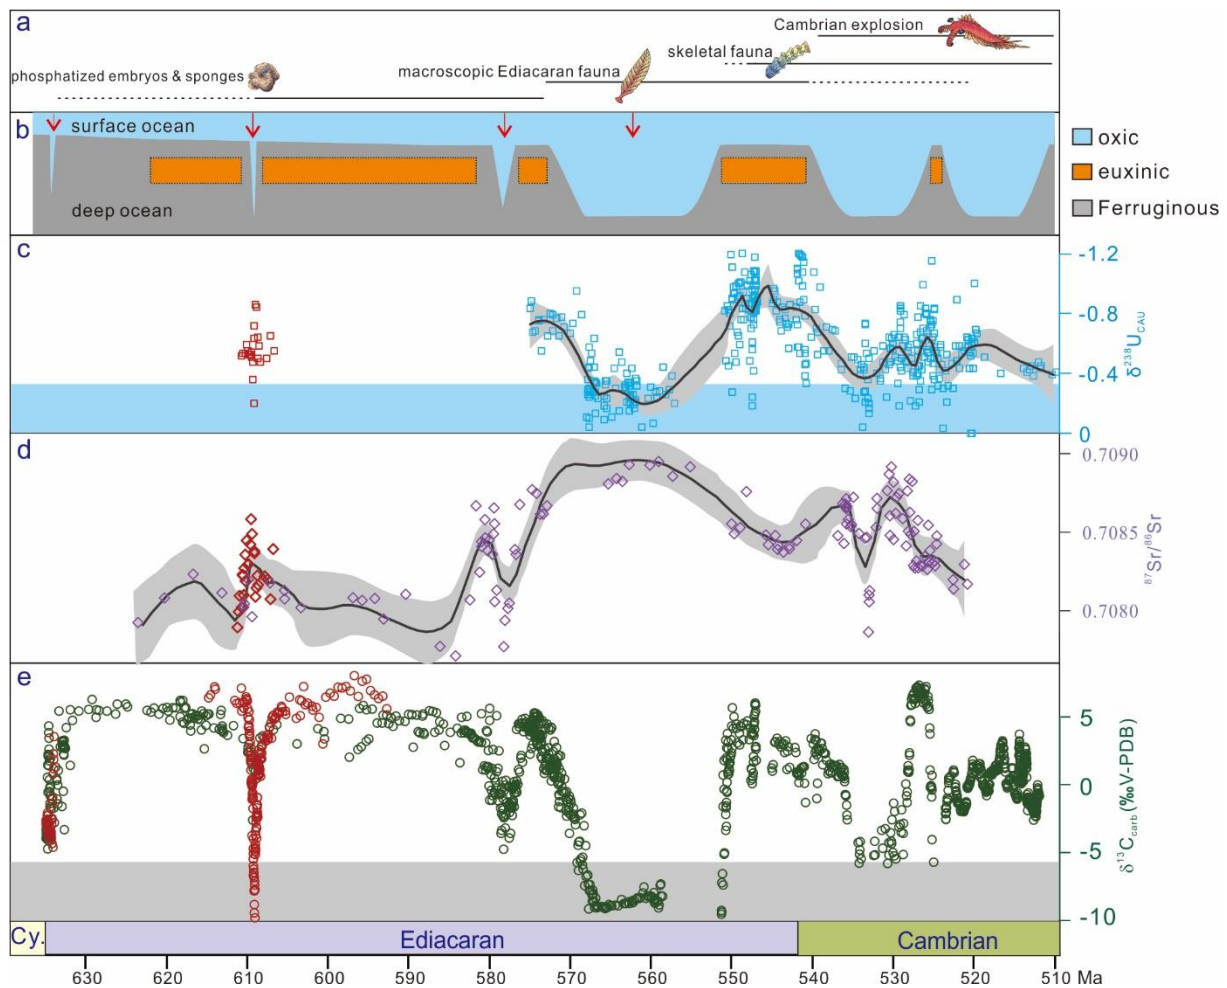 a
Cambrian explosion
skeletal fauna
macroscopic Ediacaran fauna
phosphatized embryos & sponges
b
surface ocean
deep ocean
oxic
euxinic
Ferruginous
c
-1.2
-0.8
-0.4
0
δ238UCAU
d
0.7090
0.7085
0.7080
87Sr/86Sr
e
5
0
-5
-10
δ13Ccarb (‰V-PDB)
Cy. Ediacaran Cambrian
630 620 610 600 590 580 570 560 550 540 530 520 510 Ma